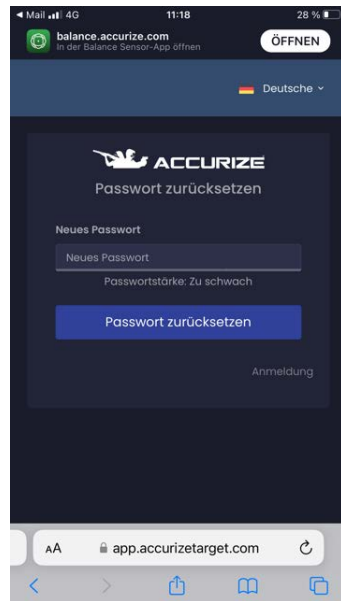 Mail 4G 11:18 28 %
balance.accurize.com
In der Balance Sensor-App öffnen
ÖFFNEN
Deutsche
ACCURIZE
Passwort zurücksetzen
Neues Passwort
Neues Passwort
Passwortstärke: Zu schwach
Passwort zurücksetzen
Anmeldung
AA app.accurizetarget.com